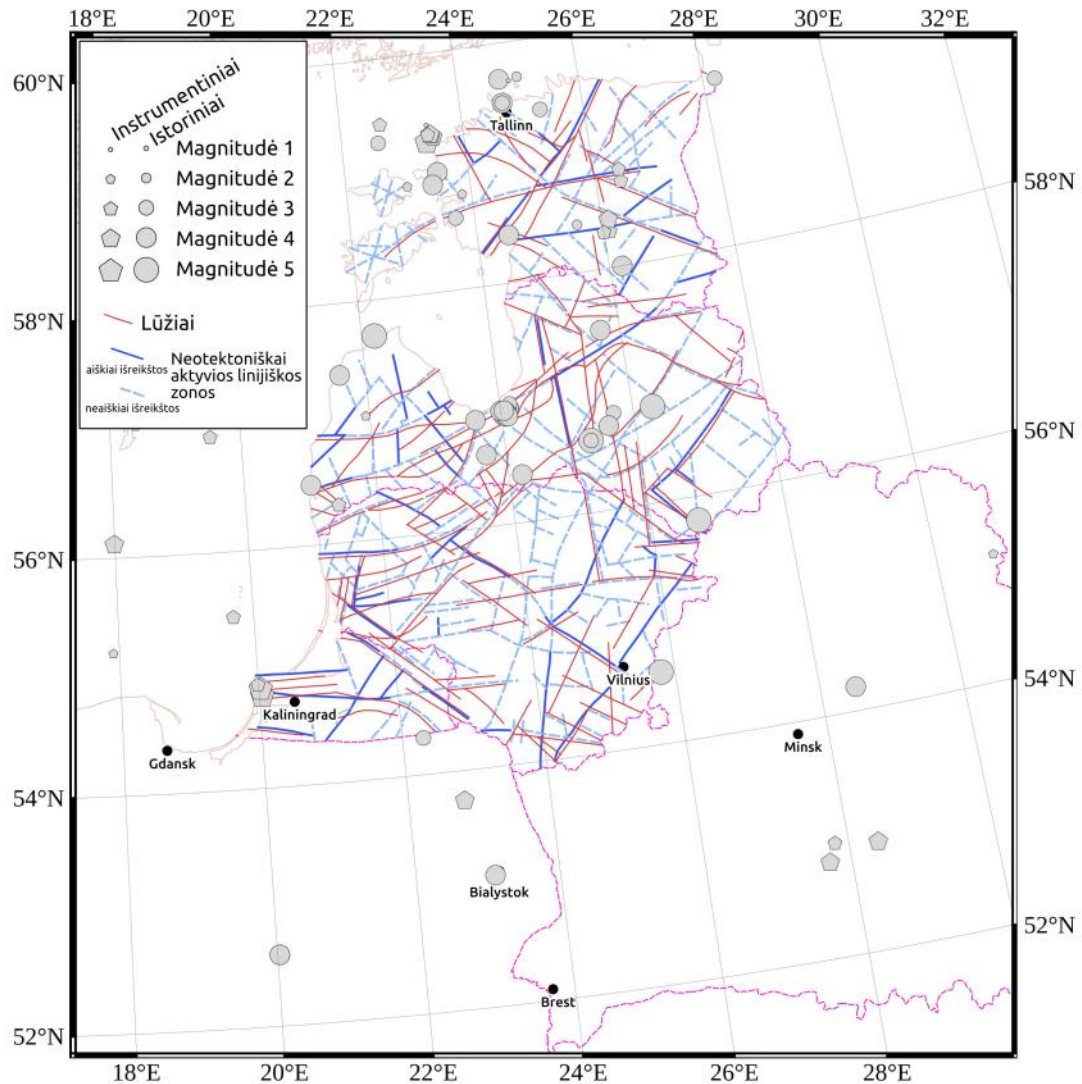 18°E 20°E 22°E 24°E 26°E 28°E 30°E 32°E
60°N
58°N
56°N
54°N
52°N
Instrumentiniai
Istoriniai
Magnitudė 1
Magnitudė 2
Magnitudė 3
Magnitudė 4
Magnitudė 5
Lūžiai
Neotektoniškai
aktyvios linijiškos
zonos
aiškiai išreikštos
neaiškiai išreikštos
Tallinn
Vilnius
Kaliningrad
Gdansk
Minsk
Bialystok
Brest
58°N
56°N
54°N
52°N
18°E 20°E 22°E 24°E 26°E 28°E